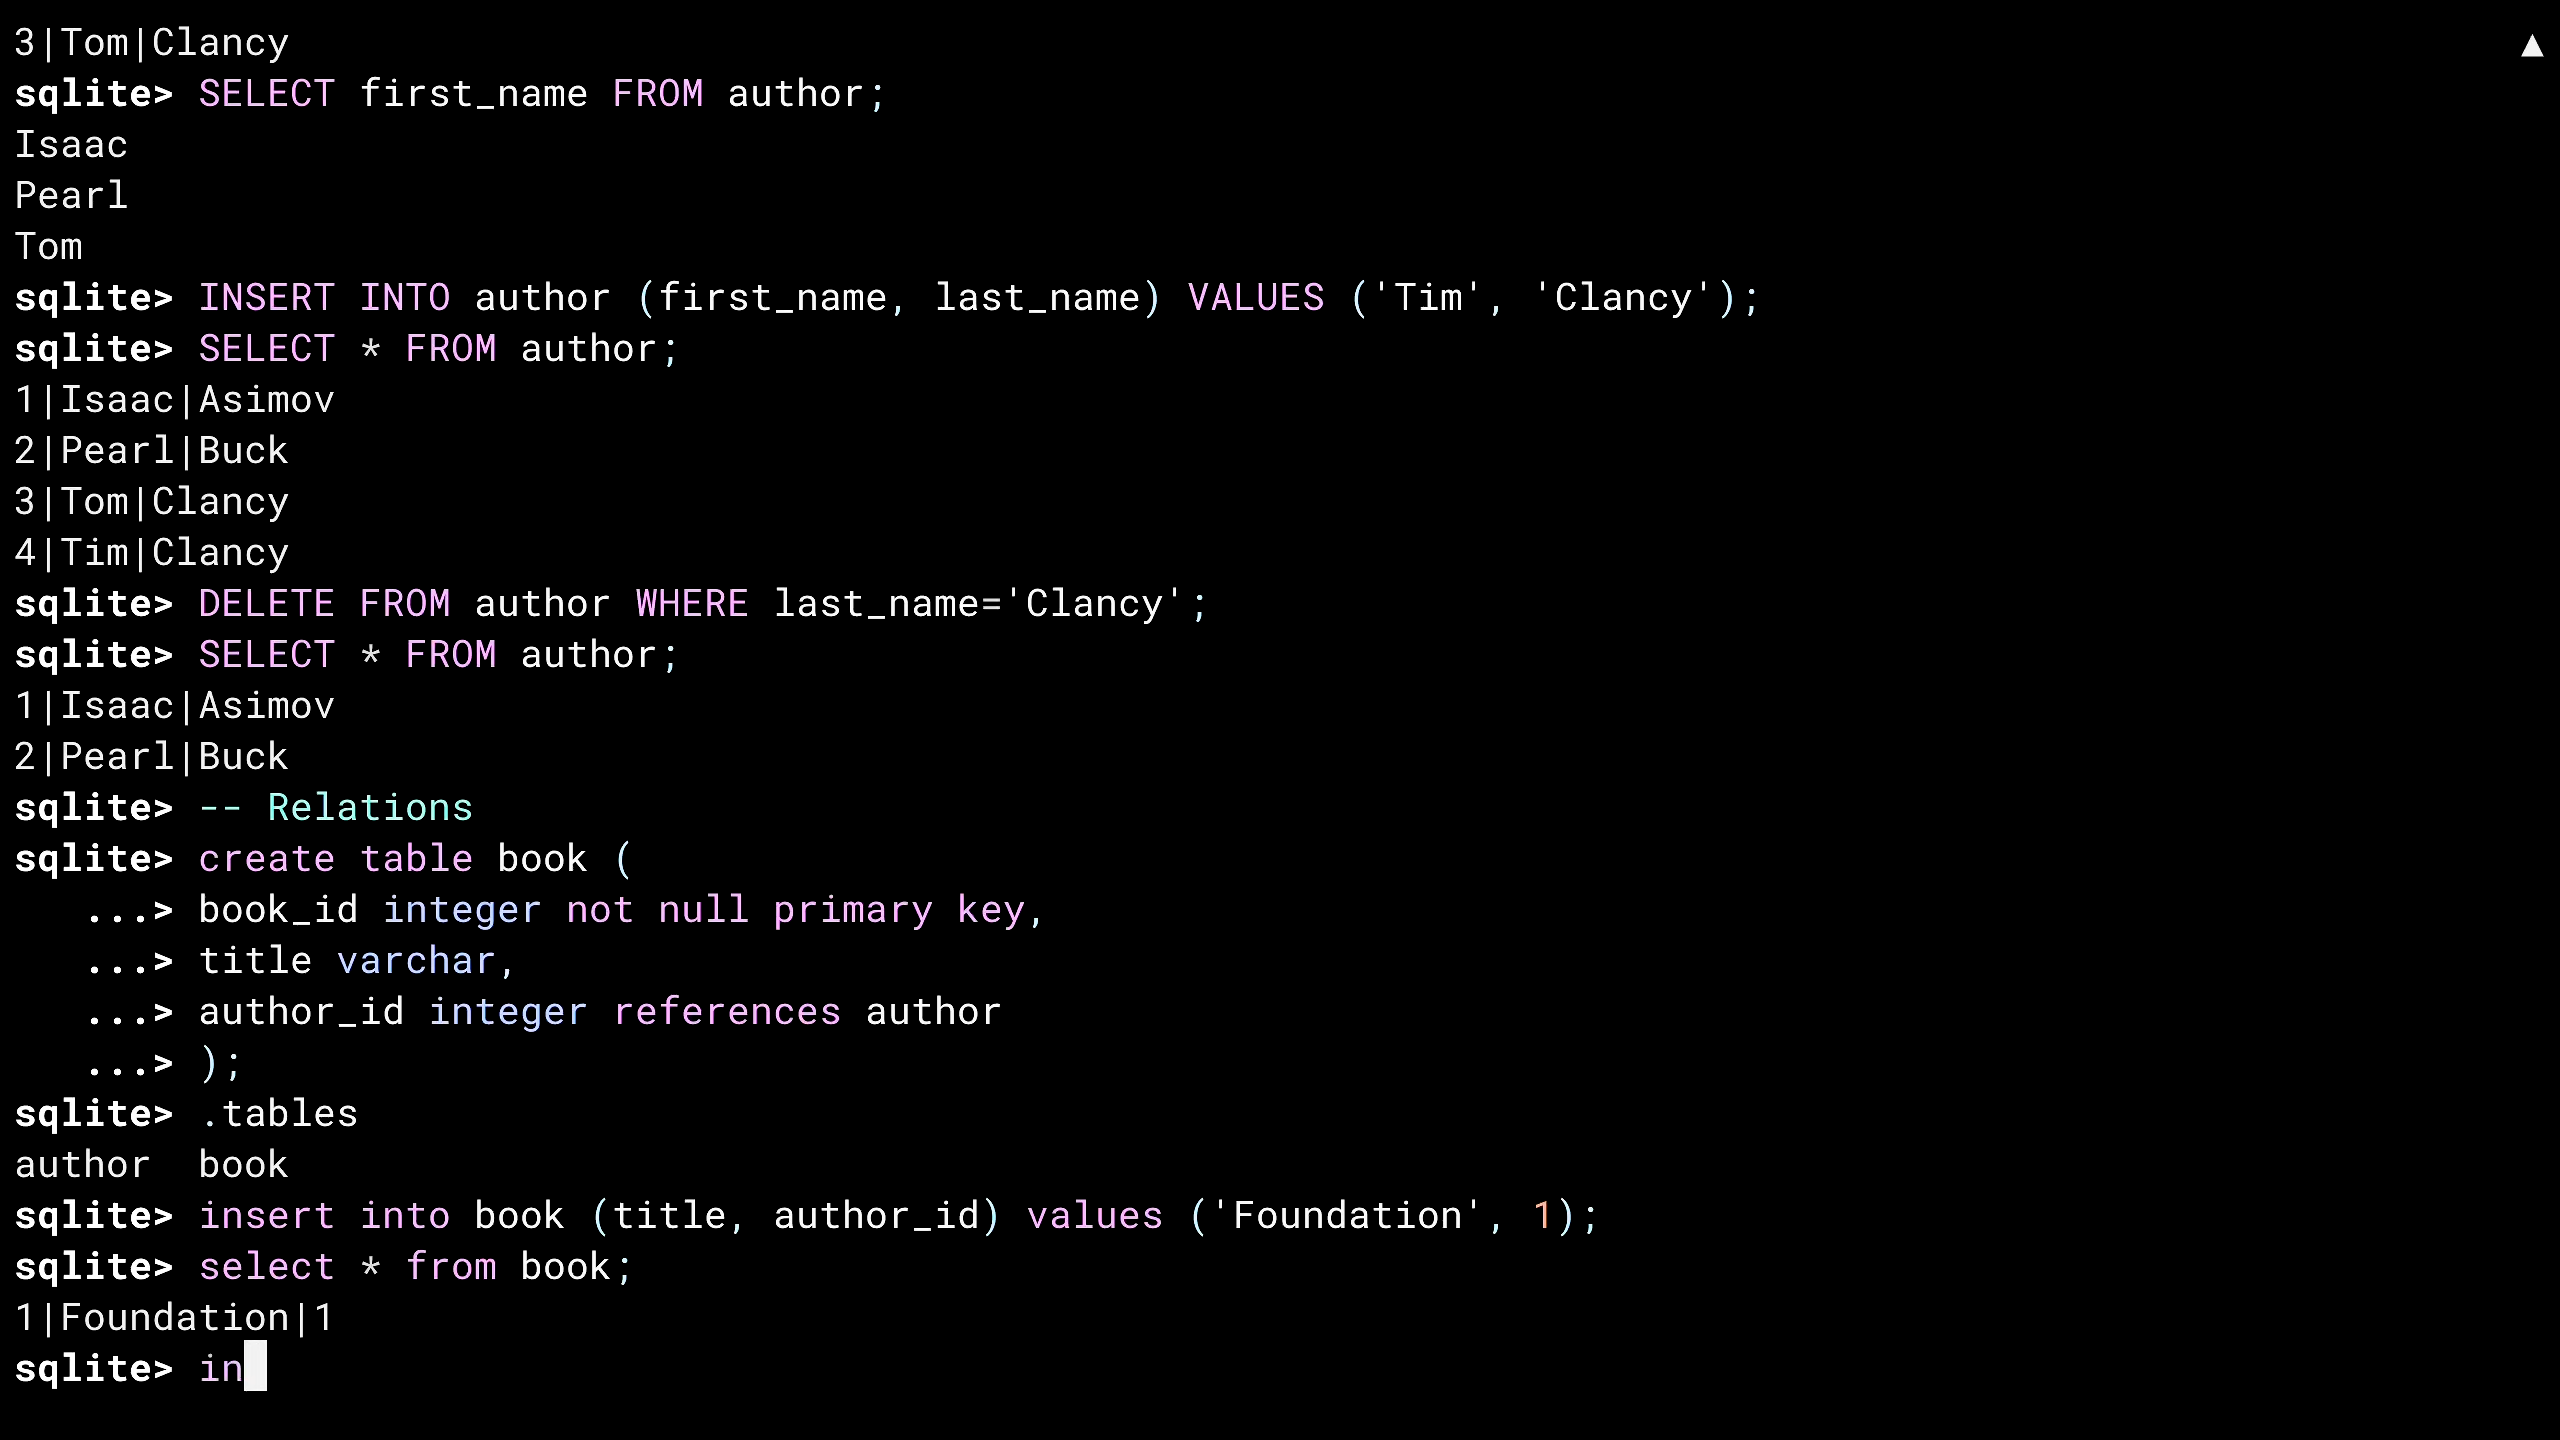 3|Tom|Clancy
sqlite> SELECT first_name FROM author;
Isaac
Pearl
Tom
sqlite> INSERT INTO author (first_name, last_name) VALUES ('Tim', 'Clancy');
sqlite> SELECT * FROM author;
1|Isaac|Asimov
2|Pearl|Buck
3|Tom|Clancy
4|Tim|Clancy
sqlite> DELETE FROM author WHERE last_name='Clancy';
sqlite> SELECT * FROM author;
1|Isaac|Asimov
2|Pearl|Buck
sqlite> -- Relations
sqlite> create table book (
   ...> book_id integer not null primary key,
   ...> title varchar,
   ...> author_id integer references author
   ...> );
sqlite> .tables
author  book
sqlite> insert into book (title, author_id) values ('Foundation', 1);
sqlite> select * from book;
1|Foundation|1
sqlite> in